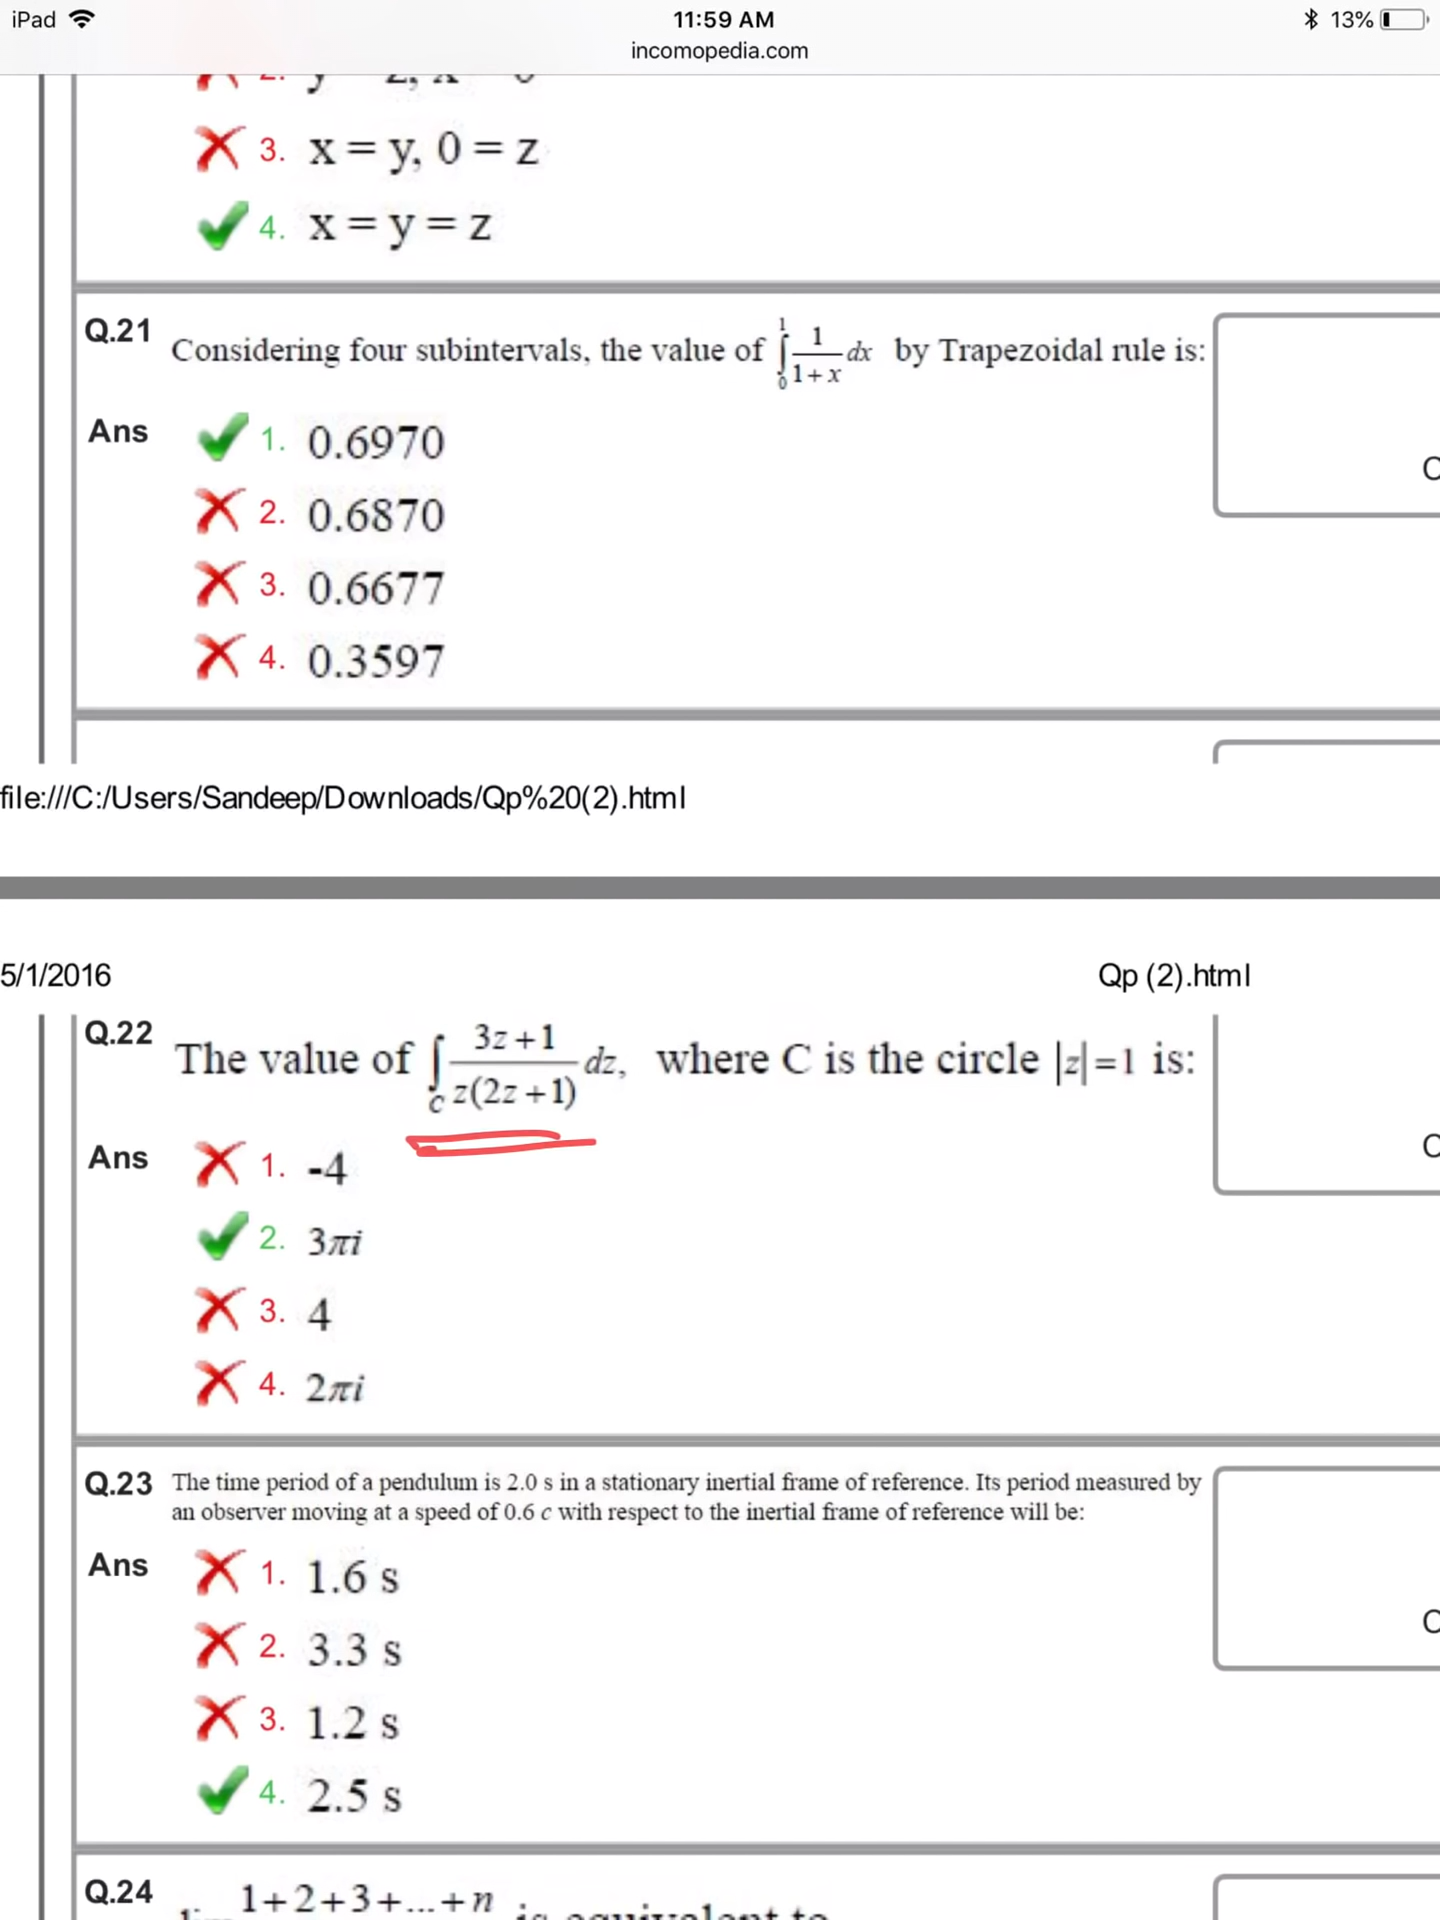 iPad 11:59 AM 13%
incomopedia.com
3. x = y, 0 = z
4. x = y = z
Q.21 Considering four subintervals, the value of ∫₀¹ 1/(1+x) dx by Trapezoidal rule is:
Ans 1. 0.6970
2. 0.6870
3. 0.6677
4. 0.3597
file:///C:/Users/Sandeep/Downloads/Qp%20(2).html
5/1/2016 Qp (2).html
Q.22 The value of ∫_C (3z+1)/(z(2z+1)) dz, where C is the circle |z|=1 is:
Ans 1. -4
2. 3πi
3. 4
4. 2πi
Q.23 The time period of a pendulum is 2.0 s in a stationary inertial frame of reference. Its period measured by
an observer moving at a speed of 0.6 c with respect to the inertial frame of reference will be:
Ans 1. 1.6 s
2. 3.3 s
3. 1.2 s
4. 2.5 s
Q.24 1+2+3+...+n is equivalent to